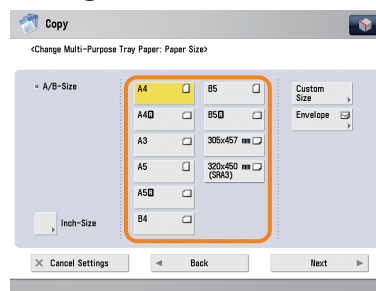 Copy
<Change Multi-Purpose Tray Paper: Paper Size>
A/B-Size
A4
B5
Custom Size
A4R
B5R
Envelope
A3
305x457 mm
A5
320x450 mm (SRA3)
A5R
Inch-Size
B4
Cancel Settings
Back
Next